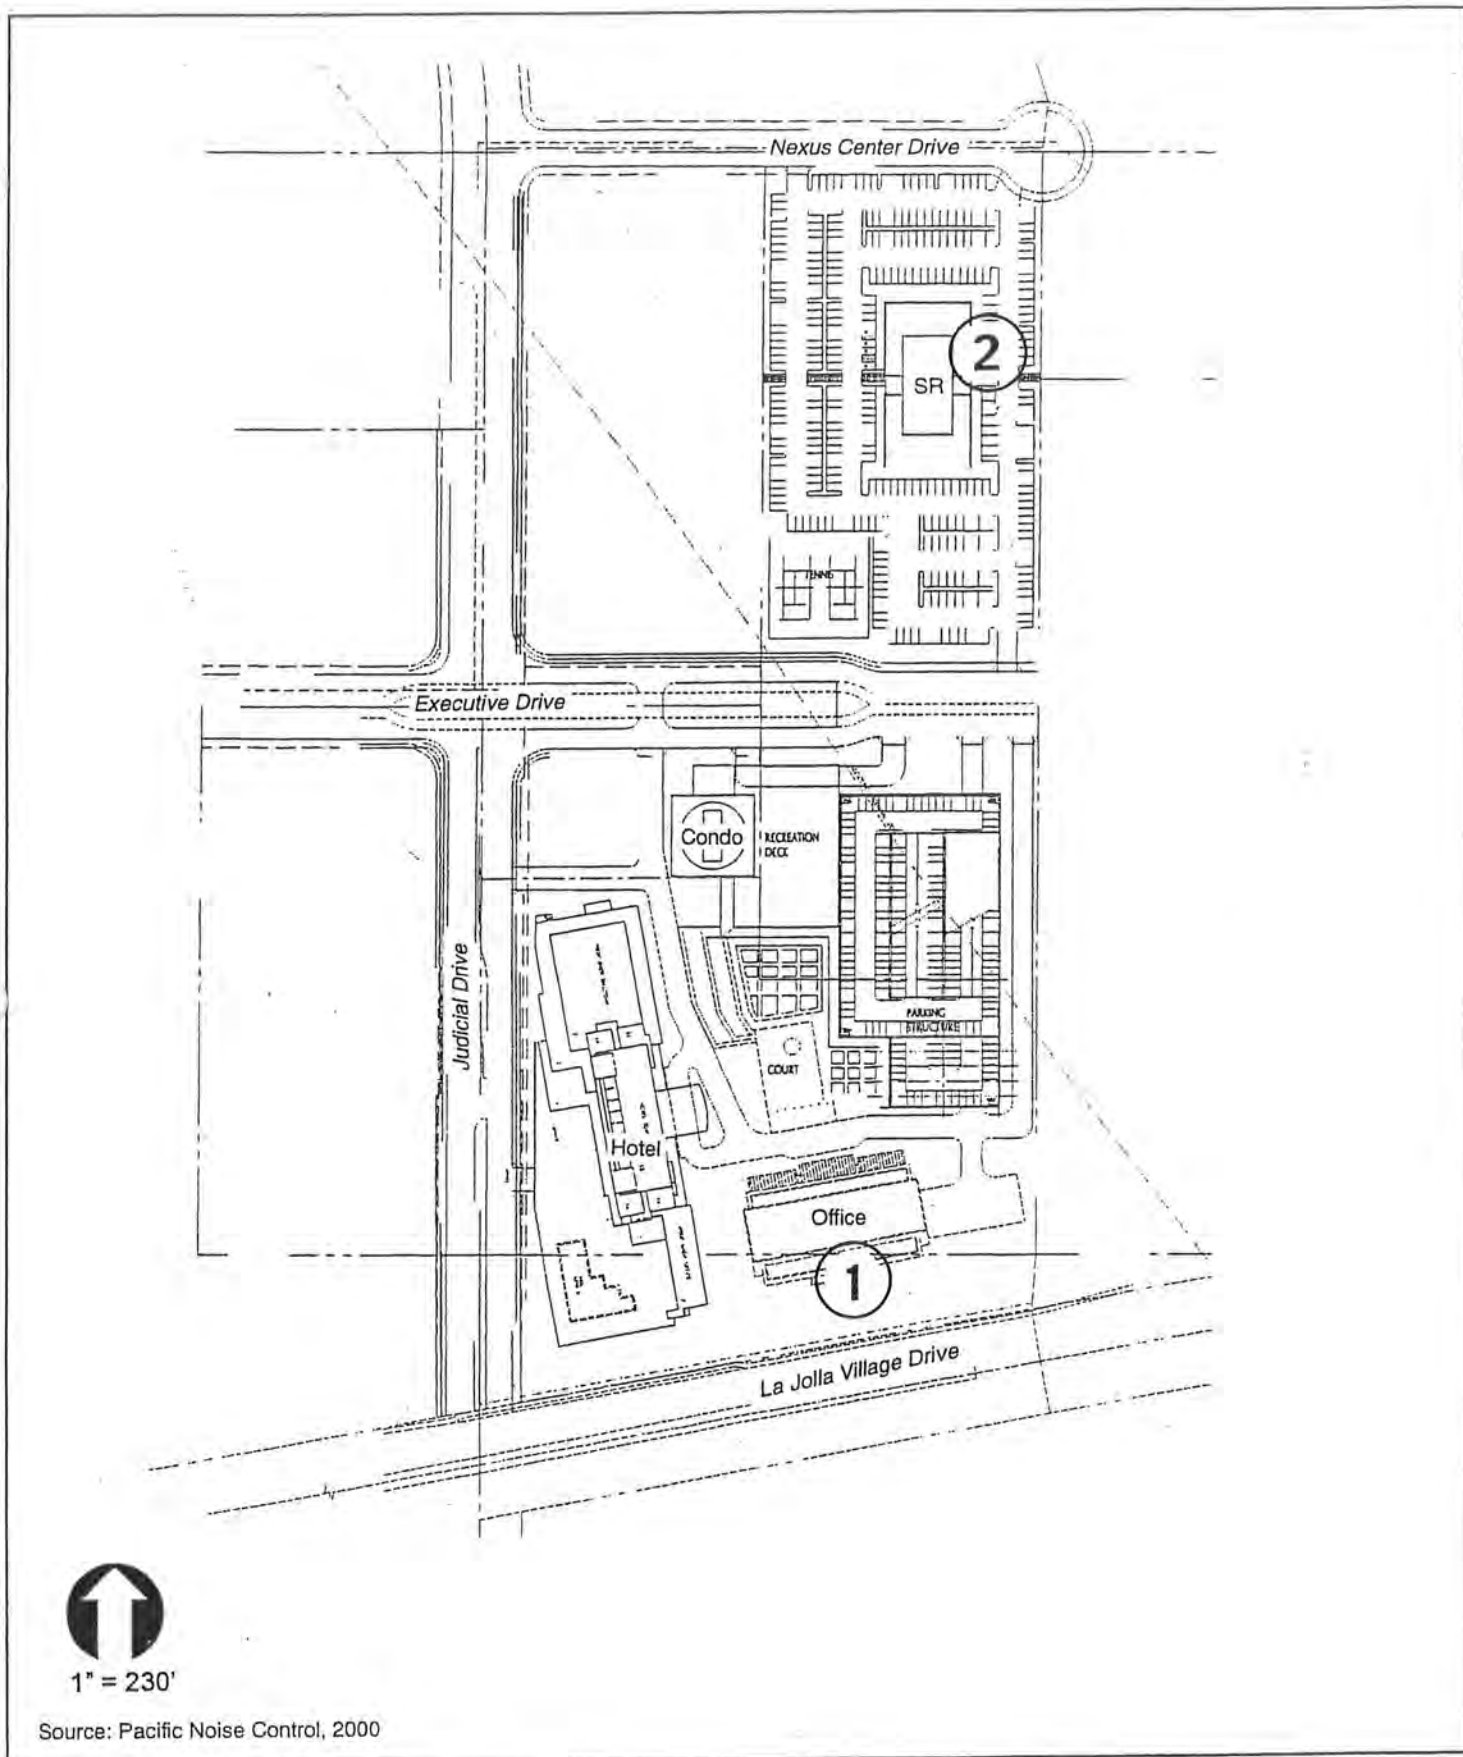 Nexus Center Drive
2
SR
TENNIS
Executive Drive
Condo
RECREATION
DECK
Judicial Drive
PARKING
STRUCTURE
COURT
Hotel
Office
1
La Jolla Village Drive
1" = 230'
Source: Pacific Noise Control, 2000